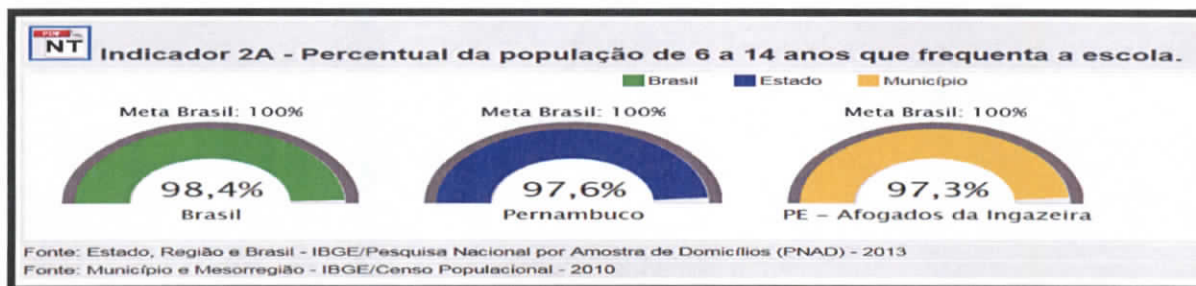 PDF
NT
Indicador 2A - Percentual da população de 6 a 14 anos que frequenta a escola.
Brasil Estado Município
Meta Brasil: 100% Meta Brasil: 100% Meta Brasil: 100%
98,4% 97,6% 97,3%
Brasil Pernambuco PE - Afogados da Ingazeira
Fonte: Estado, Região e Brasil - IBGE/Pesquisa Nacional por Amostra de Domicílios (PNAD) - 2013
Fonte: Município e Mesorregião - IBGE/Censo Populacional - 2010